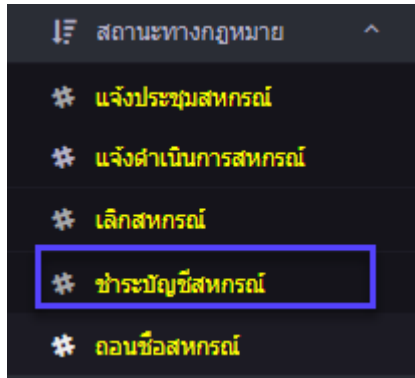 สถานะทางกฎหมาย
แจ้งประชุมสหกรณ์
แจ้งดำเนินการสหกรณ์
เลิกสหกรณ์
ชำระบัญชีสหกรณ์
ถอนชื่อสหกรณ์